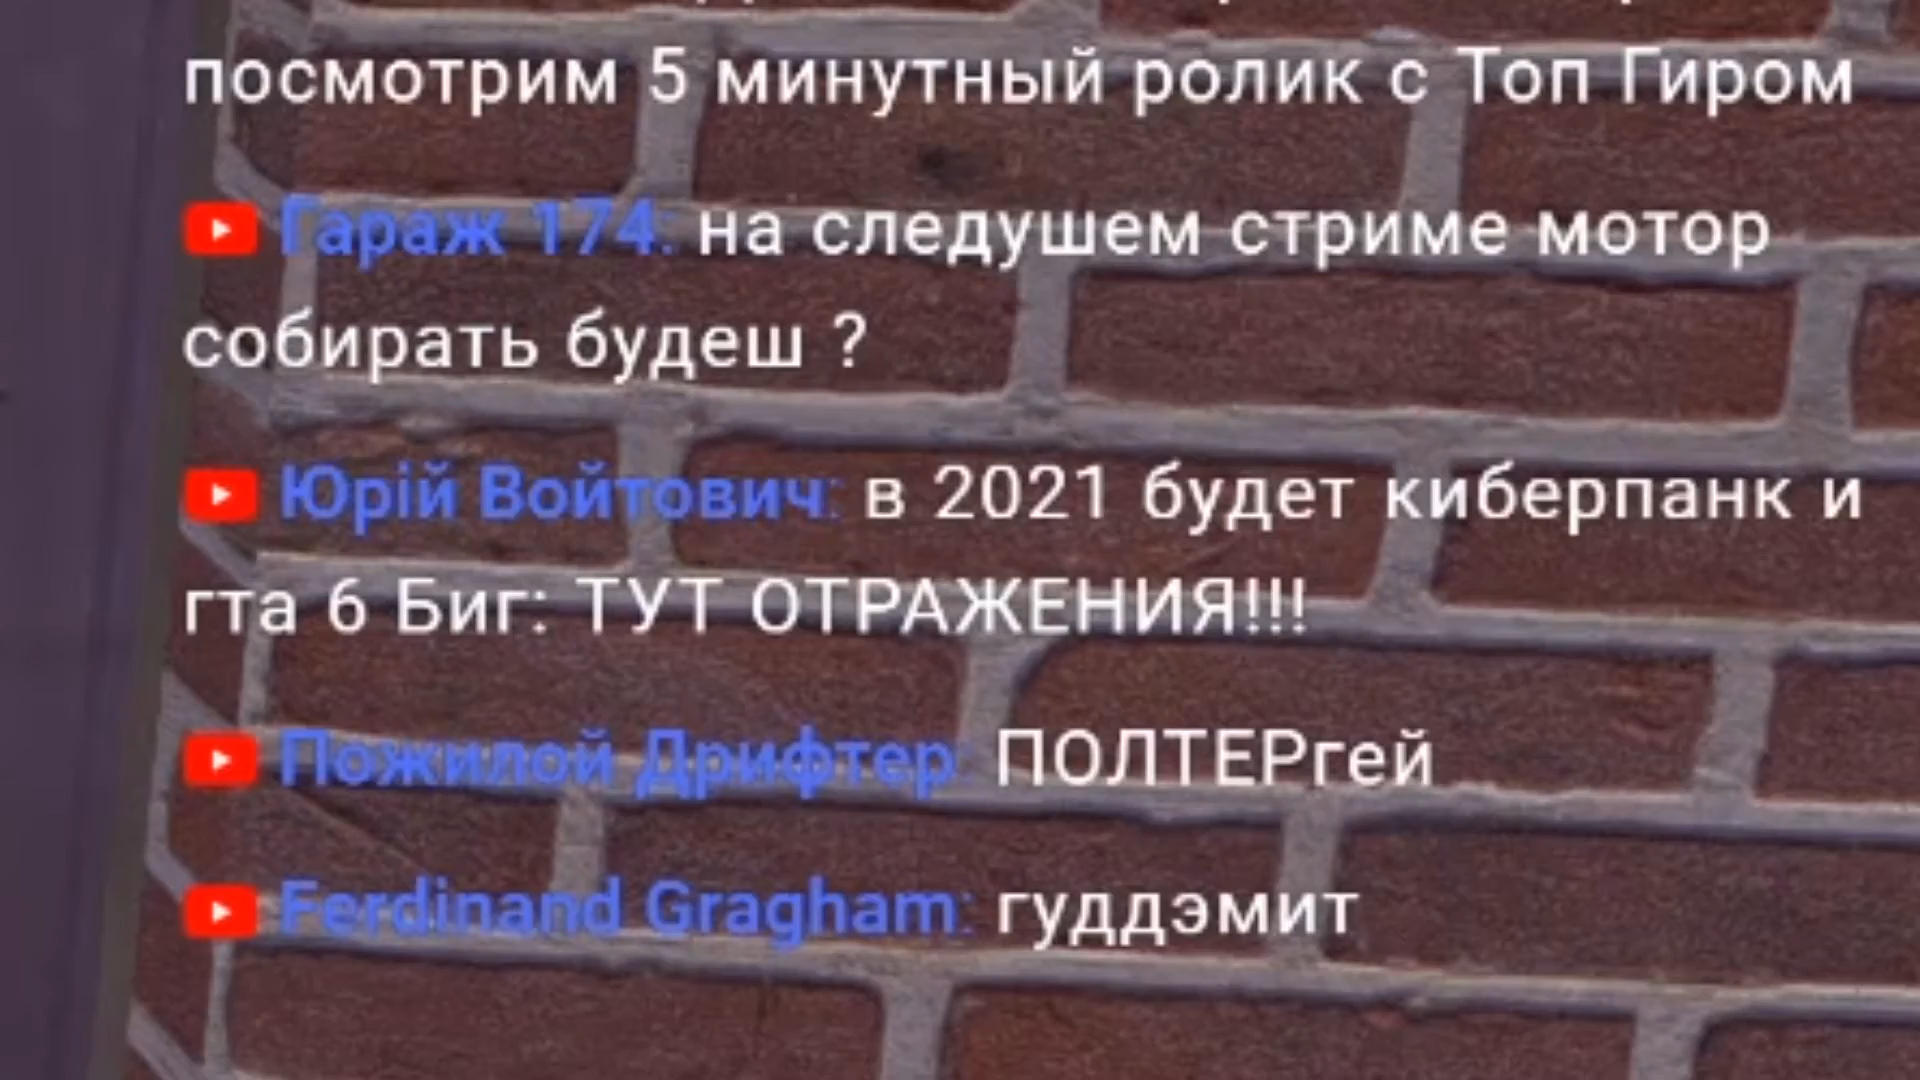 посмотрим 5 минутный ролик с Топ Гиром
Гараж 174: на следушем стриме мотор
собирать будеш ?
Юрій Войтович: в 2021 будет киберпанк и
гта 6 Биг: ТУТ ОТРАЖЕНИЯ!!!
Пожилой Дрифтер: ПОЛТЕРгей
Ferdinand Gragham: гуддэмит